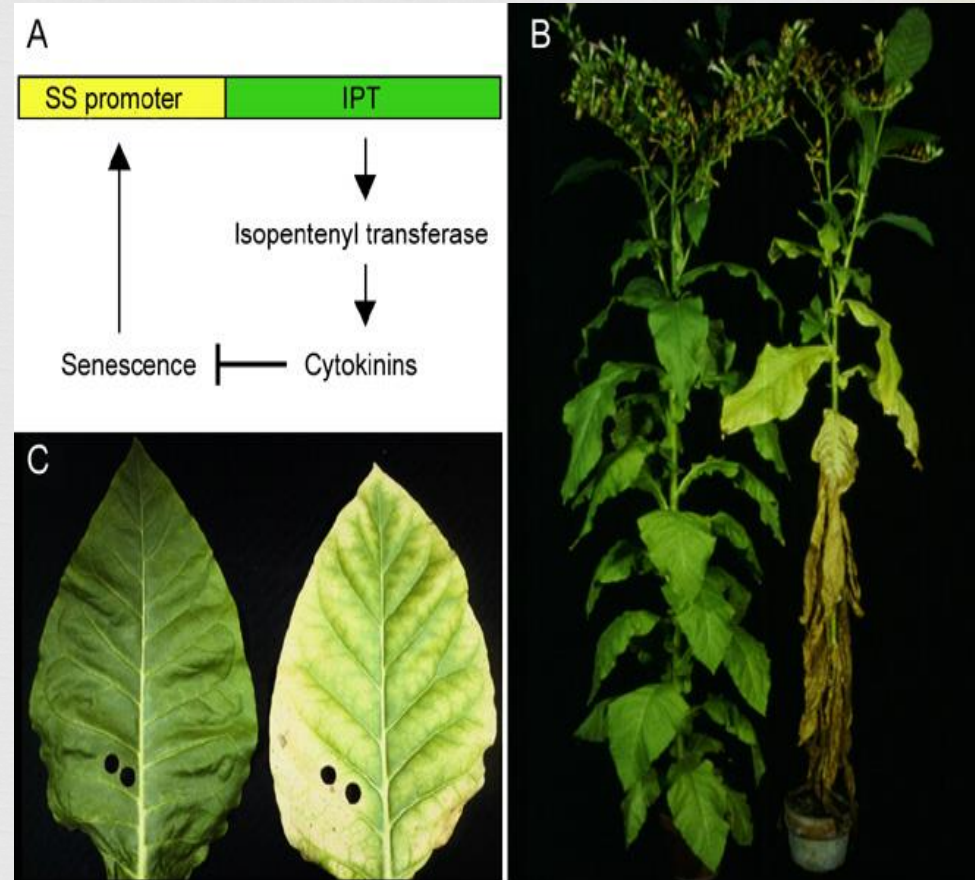 A
SS promoter IPT
Isopentenyl transferase
Senescence Cytokinins
B
C